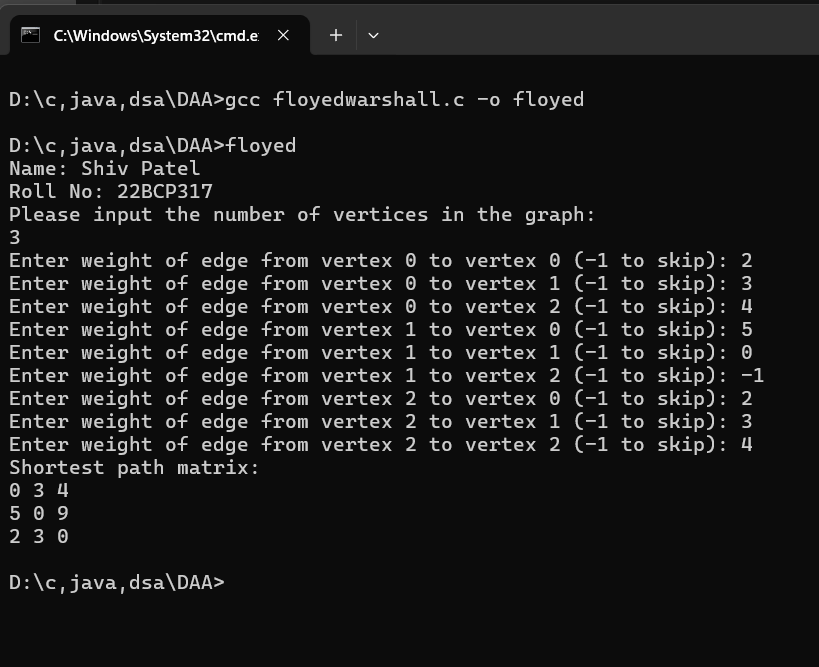 C:\Windows\System32\cmd.e
D:\c,java,dsa\DAA>gcc floyedwarshall.c -o floyed
D:\c,java,dsa\DAA>floyed
Name: Shiv Patel
Roll No: 22BCP317
Please input the number of vertices in the graph:
3
Enter weight of edge from vertex 0 to vertex 0 (-1 to skip): 2
Enter weight of edge from vertex 0 to vertex 1 (-1 to skip): 3
Enter weight of edge from vertex 0 to vertex 2 (-1 to skip): 4
Enter weight of edge from vertex 1 to vertex 0 (-1 to skip): 5
Enter weight of edge from vertex 1 to vertex 1 (-1 to skip): 0
Enter weight of edge from vertex 1 to vertex 2 (-1 to skip): -1
Enter weight of edge from vertex 2 to vertex 0 (-1 to skip): 2
Enter weight of edge from vertex 2 to vertex 1 (-1 to skip): 3
Enter weight of edge from vertex 2 to vertex 2 (-1 to skip): 4
Shortest path matrix:
0 3 4
5 0 9
2 3 0
D:\c,java,dsa\DAA>